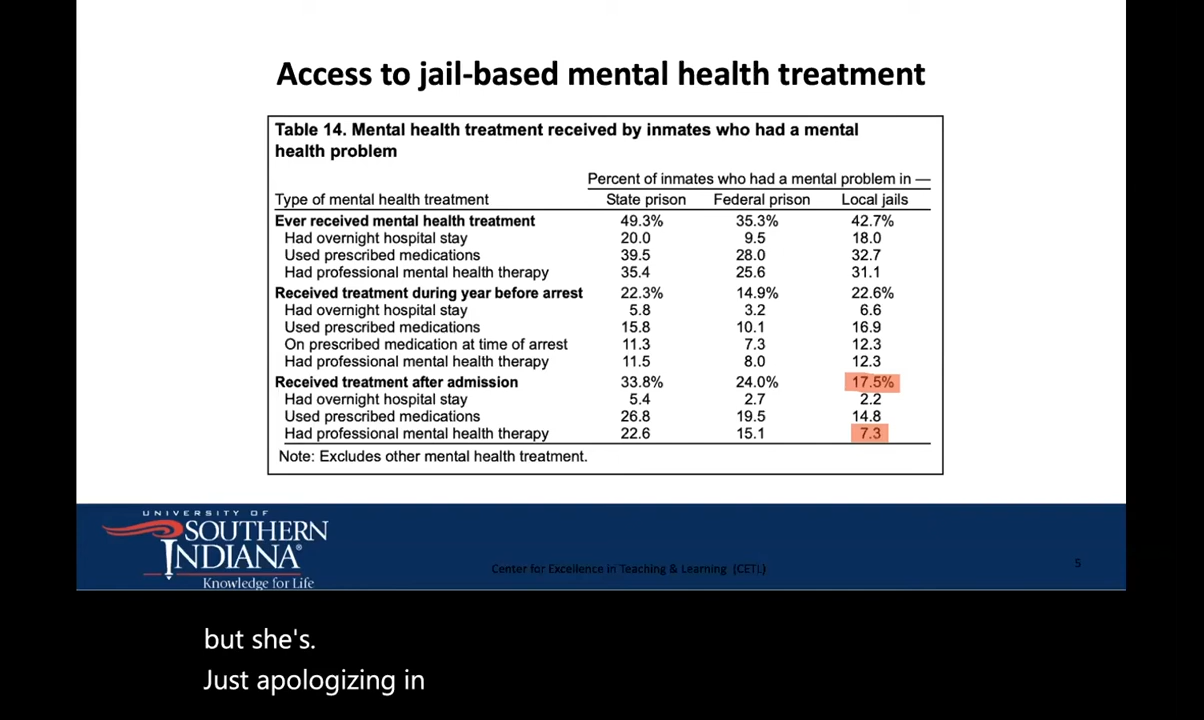 Access to jail-based mental health treatment
Table 14. Mental health treatment received by inmates who had a mental
health problem
Percent of inmates who had a mental problem in —
Type of mental health treatment State prison Federal prison Local jails
Ever received mental health treatment 49.3% 35.3% 42.7%
Had overnight hospital stay 20.0 9.5 18.0
Used prescribed medications 39.5 28.0 32.7
Had professional mental health therapy 35.4 25.6 31.1
Received treatment during year before arrest 22.3% 14.9% 22.6%
Had overnight hospital stay 5.8 3.2 6.6
Used prescribed medications 15.8 10.1 16.9
On prescribed medication at time of arrest 11.3 7.3 12.3
Had professional mental health therapy 11.5 8.0 12.3
Received treatment after admission 33.8% 24.0% 17.5%
Had overnight hospital stay 5.4 2.7 2.2
Used prescribed medications 26.8 19.5 14.8
Had professional mental health therapy 22.6 15.1 7.3
Note: Excludes other mental health treatment.
UNIVERSITY OF
SOUTHERN
INDIANA®
Knowledge for Life
Center for Excellence in Teaching & Learning (CETL)
5
but she's.
Just apologizing in